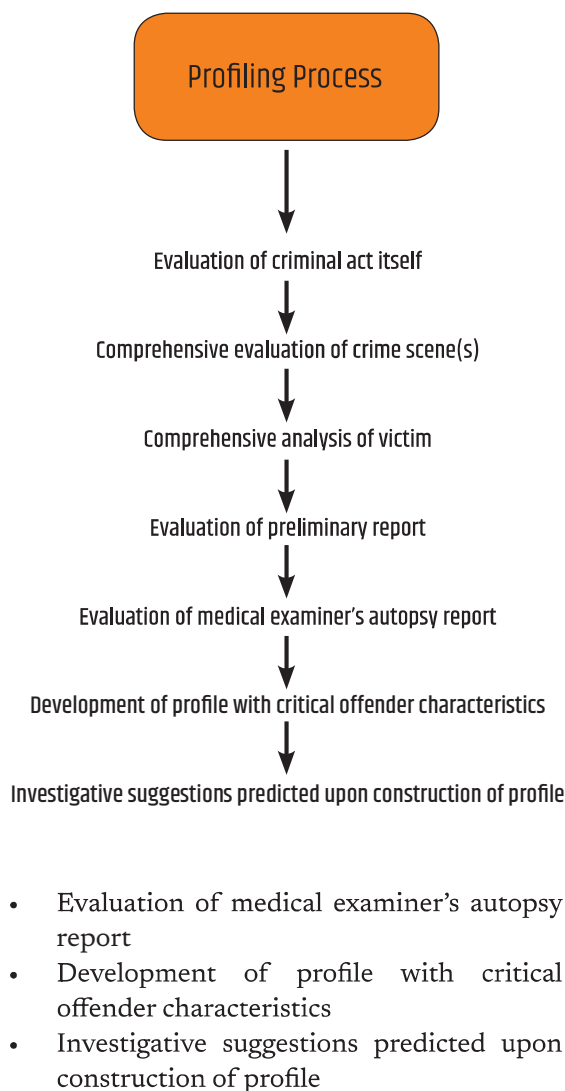 Profiling Process
Evaluation of criminal act itself
Comprehensive evaluation of crime scene(s)
Comprehensive analysis of victim
Evaluation of preliminary report
Evaluation of medical examiner’s autopsy report
Development of profile with critical offender characteristics
Investigative suggestions predicted upon construction of profile
• Evaluation of medical examiner’s autopsy
report
• Development of profile with critical
offender characteristics
• Investigative suggestions predicted upon
construction of profile